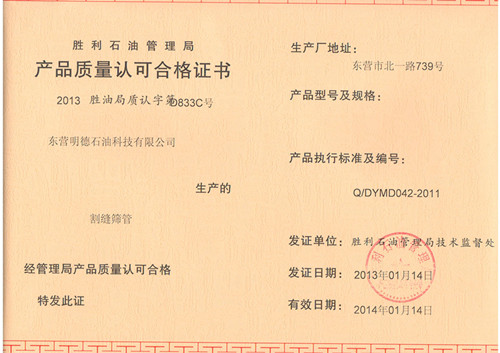 胜利石油管理局
产品质量认可合格证书
2013 胜油局质认字第D833C号
东营明德石油科技有限公司
生产的
割缝筛管
经管理局产品质量认可合格
特发此证
生产厂地址：
东营市北一路739号
产品型号及规格：
产品执行标准及编号：
Q/DYMD042-2011
发证单位：胜利石油管理局技术监督处
发证日期：2013年01月14日
有效日期：2014年01月14日